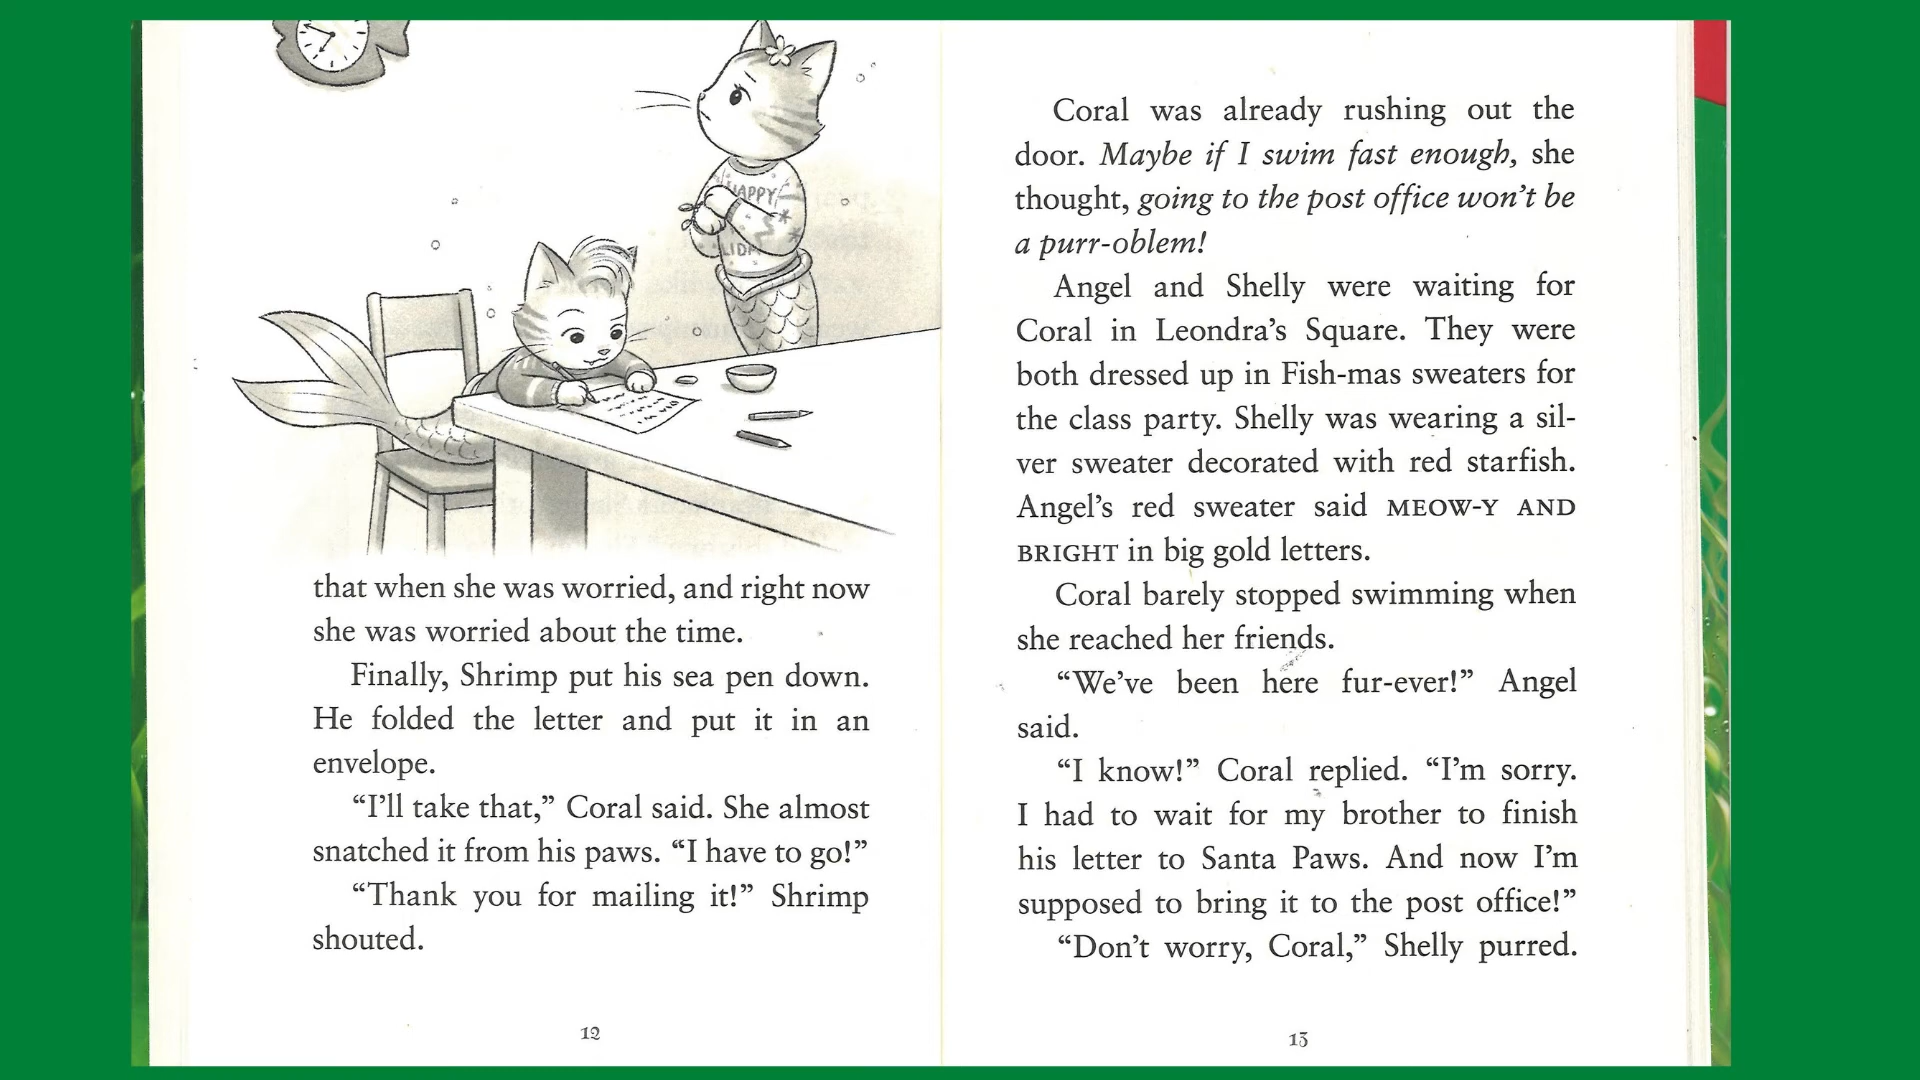 HAPPY
LIDA
that when she was worried, and right now
she was worried about the time.
Finally, Shrimp put his sea pen down.
He folded the letter and put it in an
envelope.
“I’ll take that,” Coral said. She almost
snatched it from his paws. “I have to go!”
“Thank you for mailing it!” Shrimp
shouted.
12
Coral was already rushing out the
door. Maybe if I swim fast enough, she
thought, going to the post office won’t be
a purr-oblem!
Angel and Shelly were waiting for
Coral in Leondra’s Square. They were
both dressed up in Fish-mas sweaters for
the class party. Shelly was wearing a sil-
ver sweater decorated with red starfish.
Angel’s red sweater said MEOW-Y AND
BRIGHT in big gold letters.
Coral barely stopped swimming when
she reached her friends.
“We’ve been here fur-ever!” Angel
said.
“I know!” Coral replied. “I’m sorry.
I had to wait for my brother to finish
his letter to Santa Paws. And now I’m
supposed to bring it to the post office!”
“Don’t worry, Coral,” Shelly purred.
13